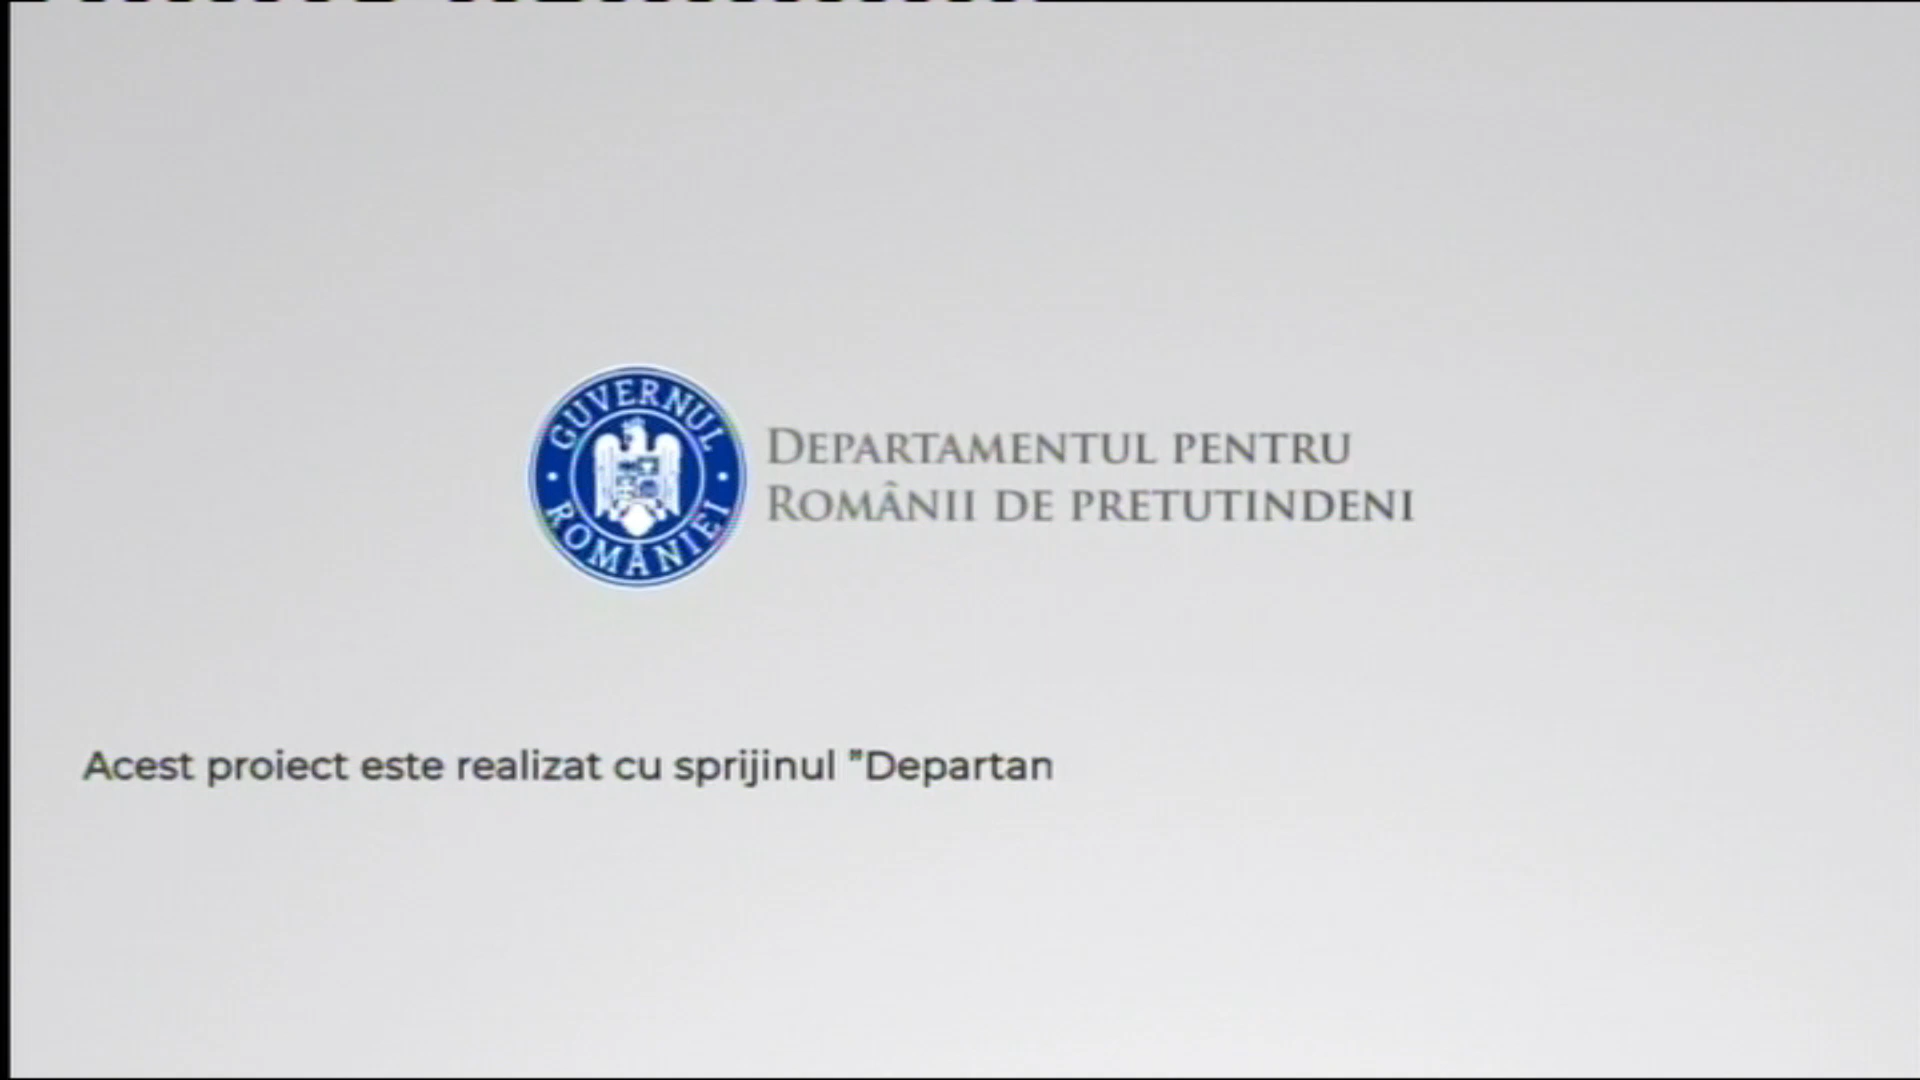 GUVERNUL ROMÂNIEI
DEPARTAMENTUL PENTRU
ROMÂNII DE PRETUTINDENI
Acest proiect este realizat cu sprijinul "Departan